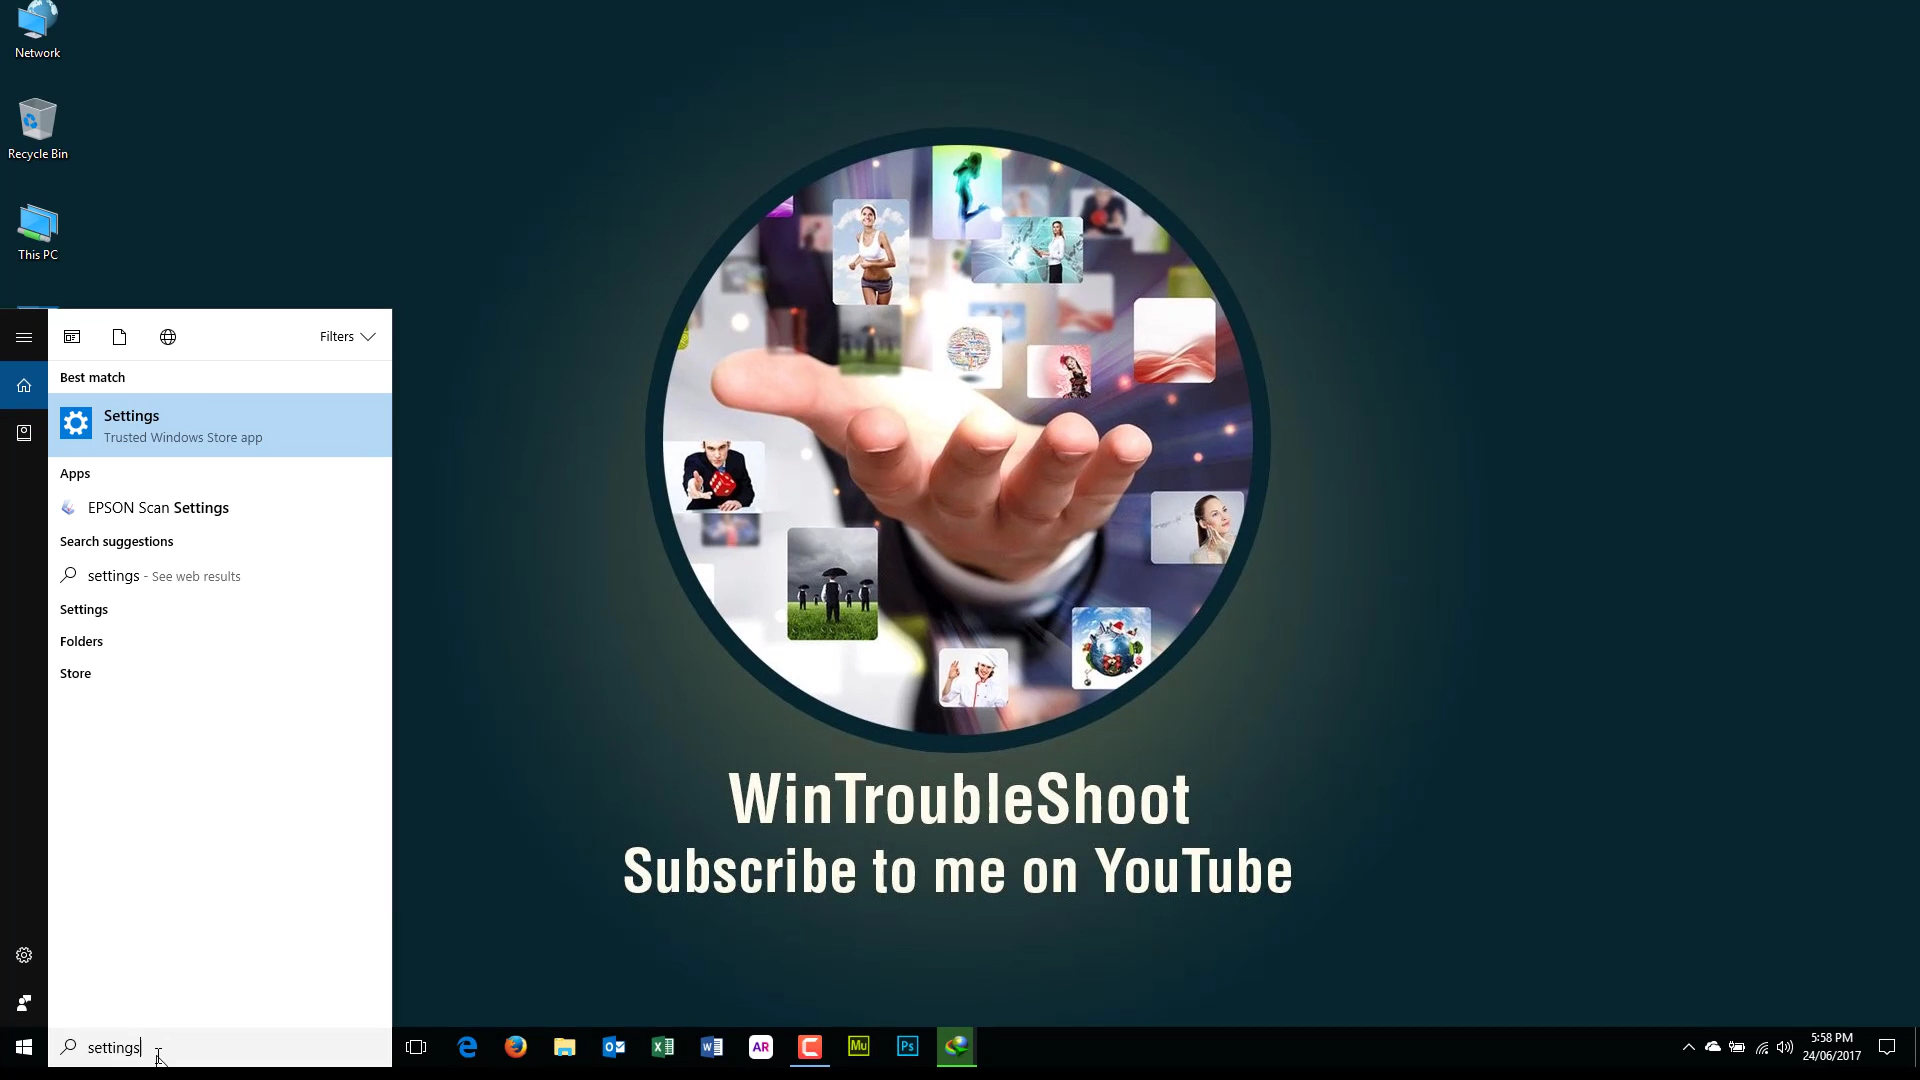 Network
Recycle Bin
This PC
Filters
Best match
Settings
Trusted Windows Store app
Apps
EPSON Scan Settings
Search suggestions
settings - See web results
Settings
Folders
Store
WinTroubleShoot
Subscribe to me on YouTube
settings
AR
Mu
Ps
5:58 PM
24/06/2017